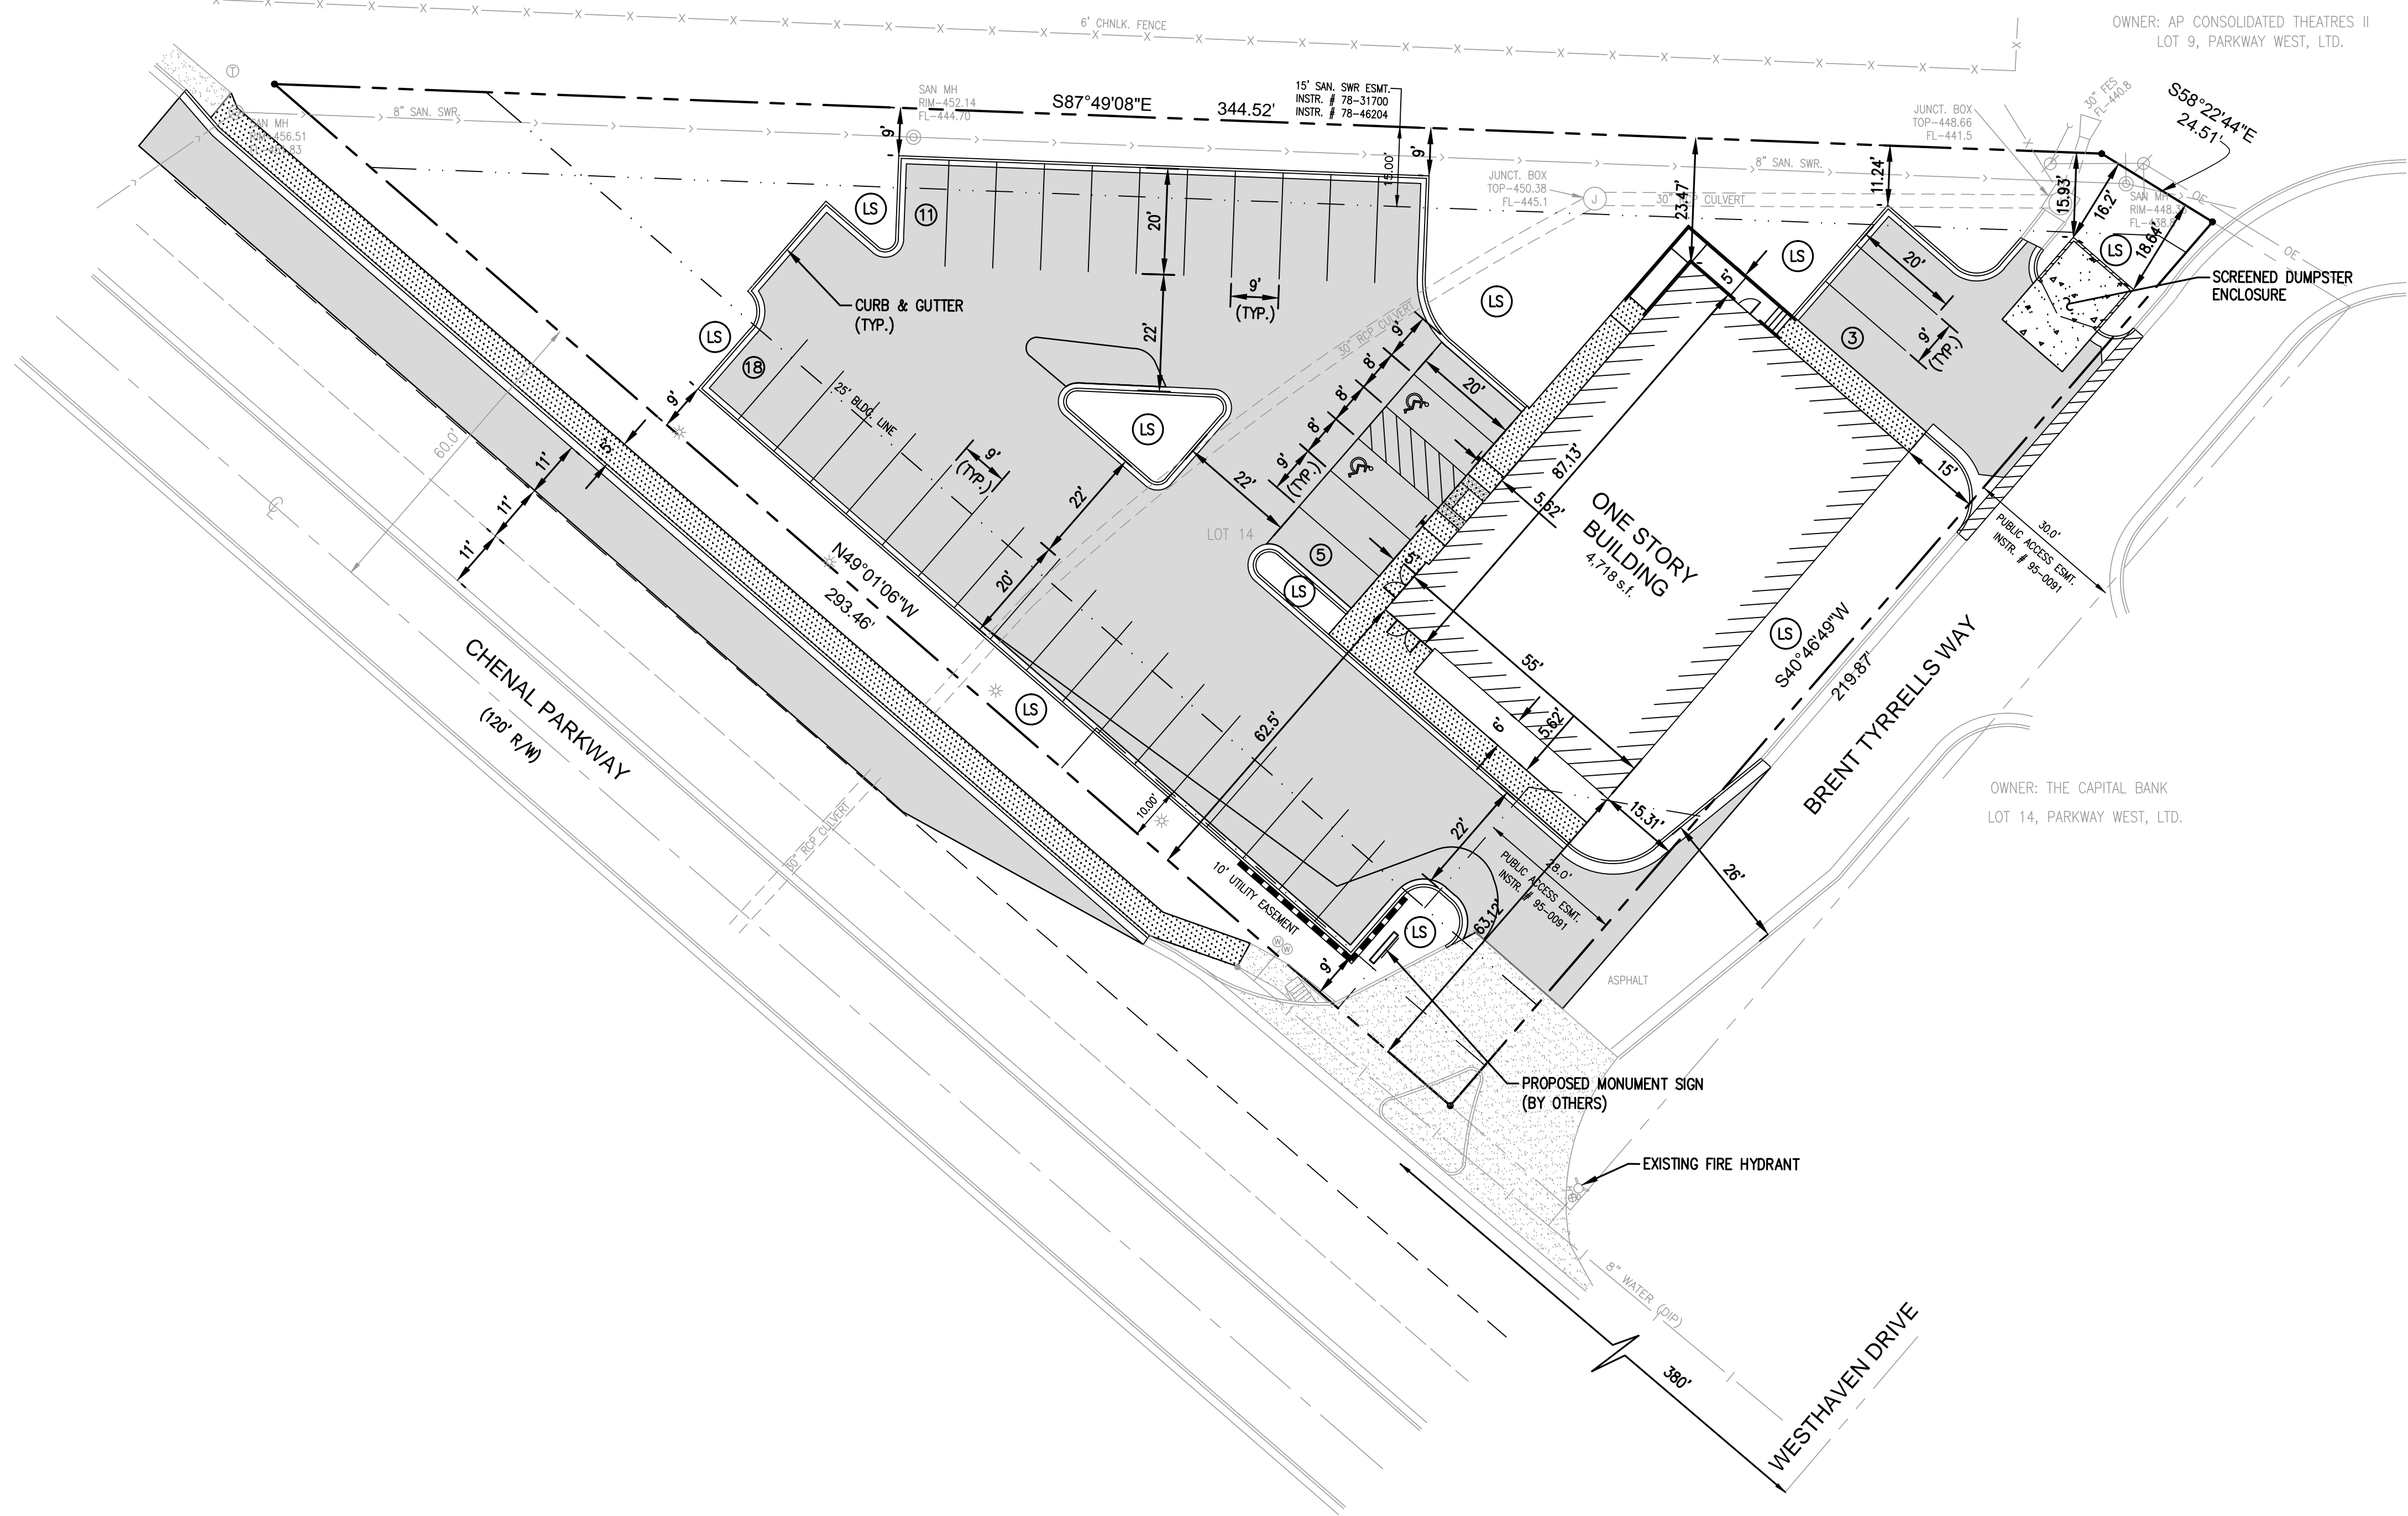 6' CHNLK. FENCE
OWNER: AP CONSOLIDATED THEATRES II
LOT 9, PARKWAY WEST, LTD.
SAN MH
RIM-452.14
FL-444.70
S87°49'08"E
344.52'
15' SAN. SWR ESMT.
INSTR. # 78-31700
INSTR. # 78-46204
JUNCT. BOX
TOP-448.66
FL-441.5
30" FES
FL-440.8
S58°22'44"E
24.51'
8" SAN. SWR.
SAN MH
9'
9'
15.00'
JUNCT. BOX
TOP-450.38
FL-445.1
J
30" RCP CULVERT
8" SAN. SWR.
23.47'
11.24'
15.93'
16.2'
18.64'
SAN MH
OE
OE
LS
T
LS
11
20'
9'
(TYP.)
22'
LS
LS
5'
20'
3
9'
(TYP.)
SCREENED DUMPSTER
ENCLOSURE
CURB & GUTTER
(TYP.)
LS
18
25' BLDG. LINE
9'
LS
30" RCP CULVERT
9'
8'
8'
8'
9'
(TYP.)
20'
22'
87.13'
5.62'
ONE STORY
BUILDING
4,718 s.f.
15'
30.0'
PUBLIC ACCESS ESMT.
INSTR. # 95-0091
60.0'
11'
11'
11'
5'
9'
(TYP.)
22'
20'
LOT 14
5
5'
LS
55'
N49°01'06"W
293.46'
LS
S40°46'49"W
219.87'
BRENT TYRRELLS WAY
CHENAL PARKWAY
(120' R/W)
LS
62.5'
6'
5.62'
10.00'
30" RCP CULVERT
22'
15.31'
26'
OWNER: THE CAPITAL BANK
LOT 14, PARKWAY WEST, LTD.
28.0'
PUBLIC ACCESS ESMT.
INSTR. # 95-0091
10' UTILITY EASEMENT
W W
9'
LS
63.12'
ASPHALT
PROPOSED MONUMENT SIGN
(BY OTHERS)
EXISTING FIRE HYDRANT
8" WATER (DIP)
380'
WESTHAVEN DRIVE